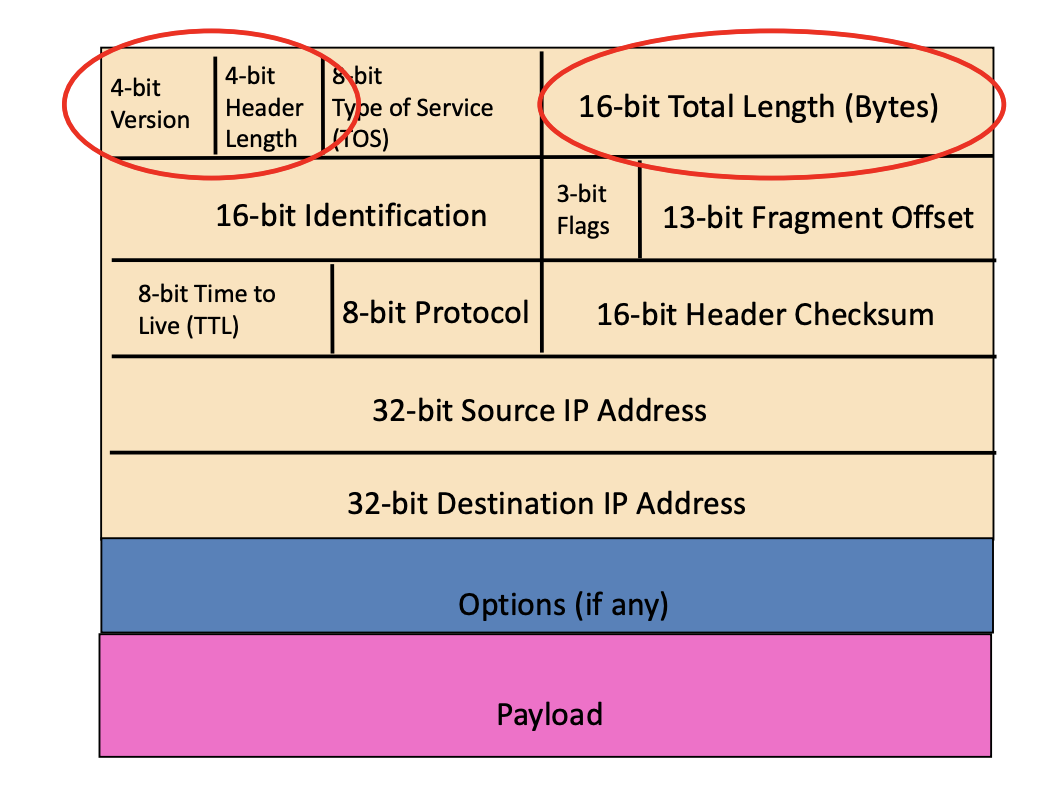 4-bit
Version
4-bit
Header
Length
8-bit
Type of Service
(TOS)
16-bit Total Length (Bytes)
16-bit Identification
3-bit
Flags
13-bit Fragment Offset
8-bit Time to
Live (TTL)
8-bit Protocol
16-bit Header Checksum
32-bit Source IP Address
32-bit Destination IP Address
Options (if any)
Payload